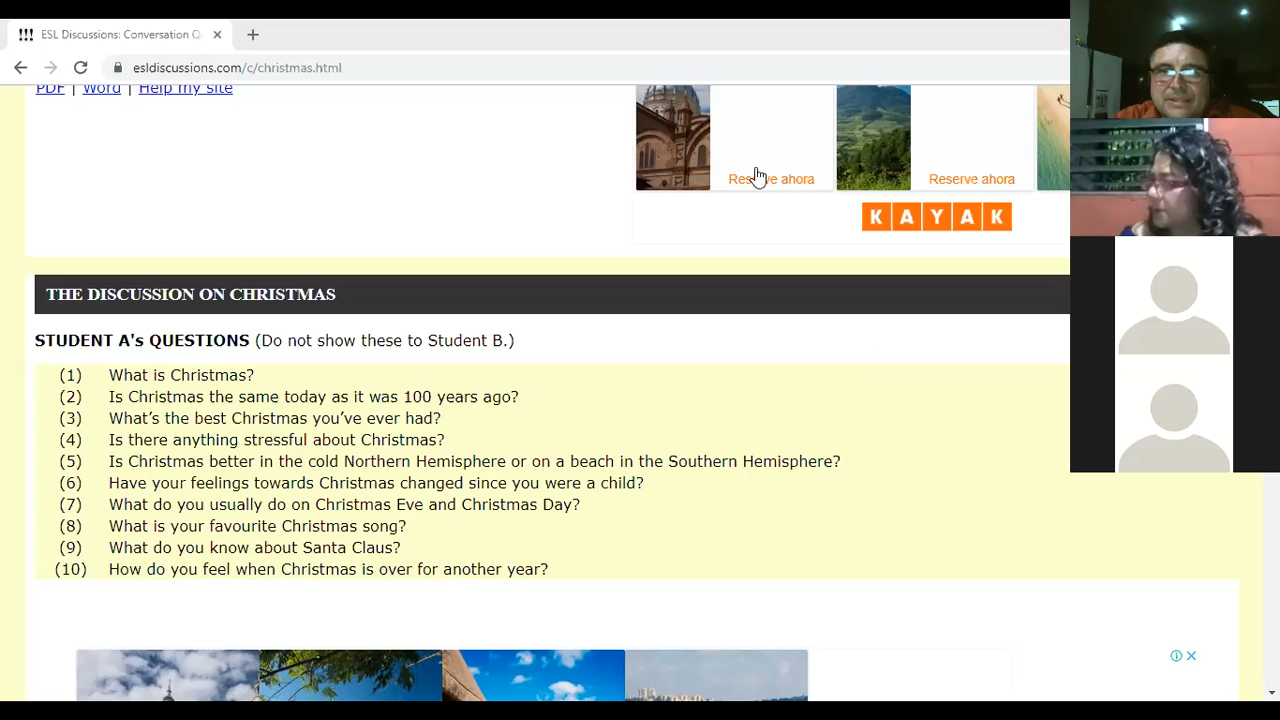 ESL Discussions: Conversation Q
esldiscussions.com/c/christmas.html
PDF | Word | Help my site
Reserve ahora
Reserve ahora
KAYAK
THE DISCUSSION ON CHRISTMAS
STUDENT A's QUESTIONS (Do not show these to Student B.)
(1) What is Christmas?
(2) Is Christmas the same today as it was 100 years ago?
(3) What's the best Christmas you've ever had?
(4) Is there anything stressful about Christmas?
(5) Is Christmas better in the cold Northern Hemisphere or on a beach in the Southern Hemisphere?
(6) Have your feelings towards Christmas changed since you were a child?
(7) What do you usually do on Christmas Eve and Christmas Day?
(8) What is your favourite Christmas song?
(9) What do you know about Santa Claus?
(10) How do you feel when Christmas is over for another year?